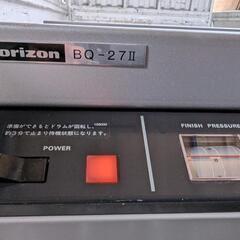 orizon BQ-27II
準備ができるとドラムが回転し、
約3分で止まり待機状態になります。
POWER
FINISH PRESSURE